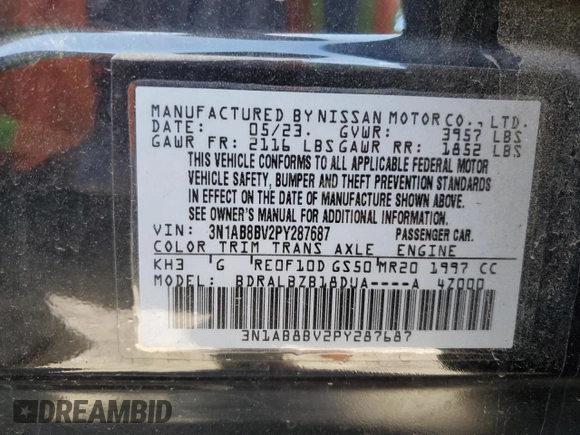 MANUFACTURED BY NISSAN MOTOR CO., LTD.
DATE: 05/23. GVWR: 3957 LBS
GAWR FR: 2116 LBS GAWR RR: 1852 LBS
THIS VEHICLE CONFORMS TO ALL APPLICABLE FEDERAL MOTOR
VEHICLE SAFETY, BUMPER AND THEFT PREVENTION STANDARDS
IN EFFECT ON THE DATE OF MANUFACTURE SHOWN ABOVE.
SEE OWNER'S MANUAL FOR ADDITIONAL INFORMATION.
VIN: 3N1AB8BV2PY287687 PASSENGER CAR.
COLOR TRIM TRANS AXLE ENGINE
KH3 G RE0F10D GS50 MR20 1997 CC
MODEL: BDRALBZB18DUA----A 47000
3N1AB8BV2PY287687
DREAMBID